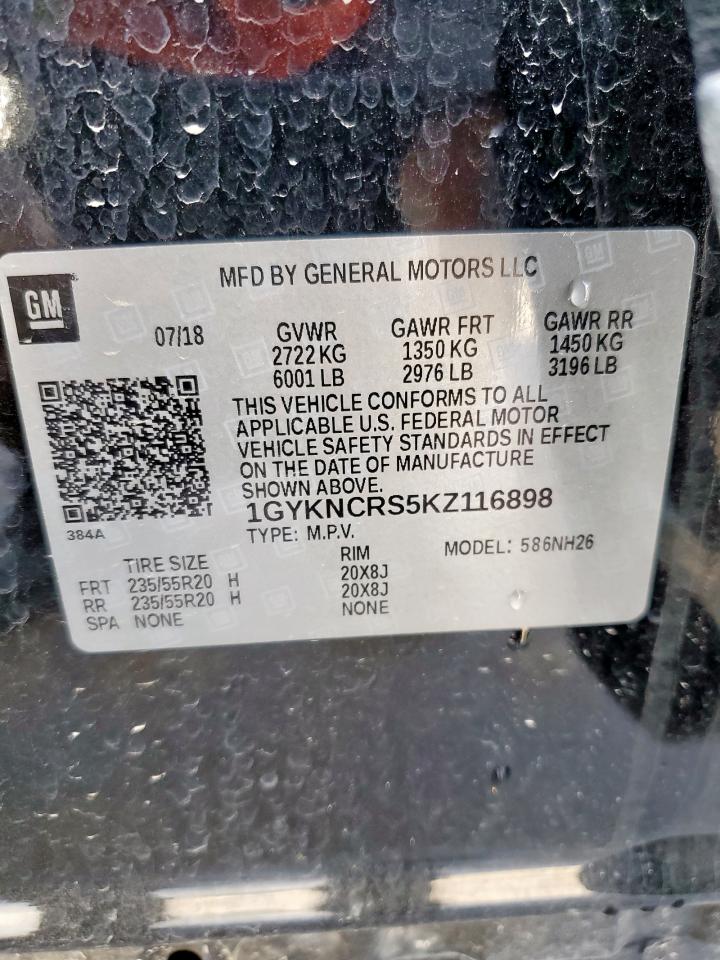 MFD BY GENERAL MOTORS LLC
GM
07/18 GVWR GAWR FRT GAWR RR
2722 KG 1350 KG 1450 KG
6001 LB 2976 LB 3196 LB
THIS VEHICLE CONFORMS TO ALL
APPLICABLE U.S. FEDERAL MOTOR
VEHICLE SAFETY STANDARDS IN EFFECT
ON THE DATE OF MANUFACTURE
SHOWN ABOVE.
1GYKNCRS5KZ116898
384A
TYPE: M.P.V. MODEL: 586NH26
TIRE SIZE RIM
FRT 235/55R20 H 20X8J
RR 235/55R20 H 20X8J
SPA NONE NONE